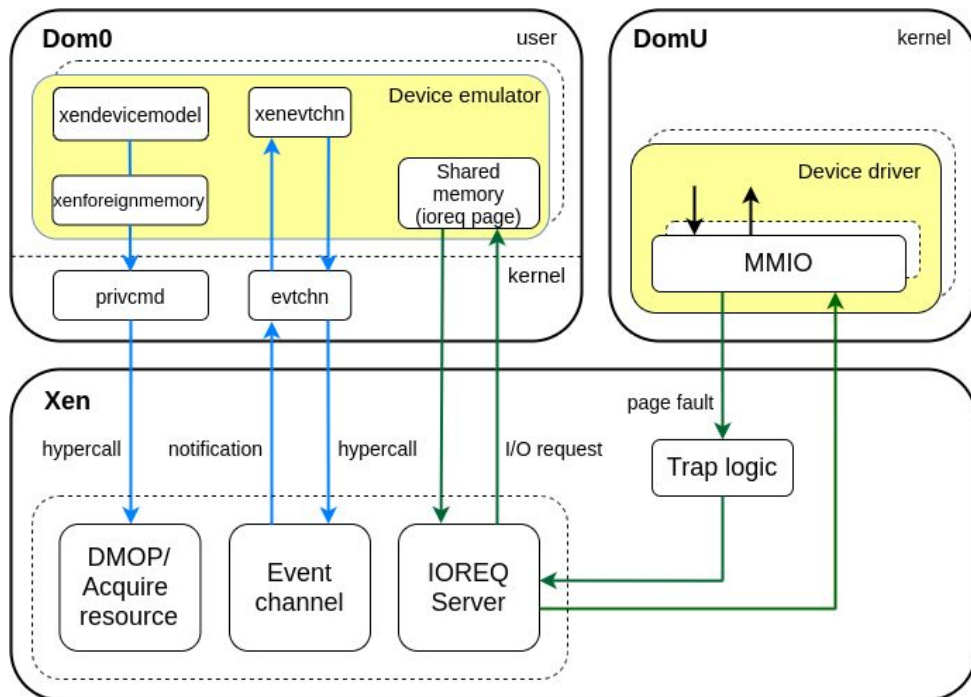 Dom0
user
Device emulator
xendevicemodel
xenevtchn
xenforeignmemory
Shared
memory
(ioreq page)
kernel
privcmd
evtchn
DomU
kernel
Device driver
MMIO
Xen
hypercall
notification
hypercall
I/O request
page fault
Trap logic
DMOP/
Acquire
resource
Event
channel
IOREQ
Server